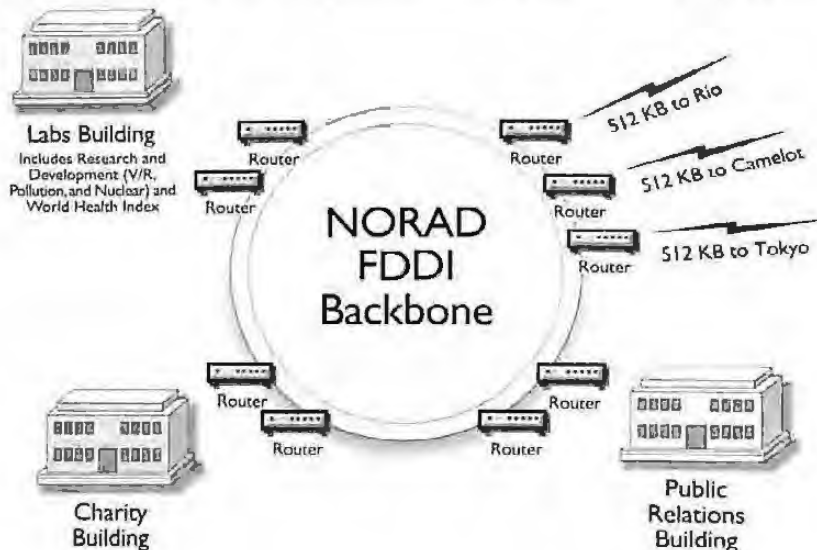 Labs Building
Includes Research and
Development (V/R,
Pollution, and Nuclear) and
World Health Index
Router
Router
Router
512 KB to Rio
Router
512 KB to Camelot
Router
512 KB to Tokyo
NORAD
FDDI
Backbone
Router
Router
Router
Router
Charity
Building
Public
Relations
Building